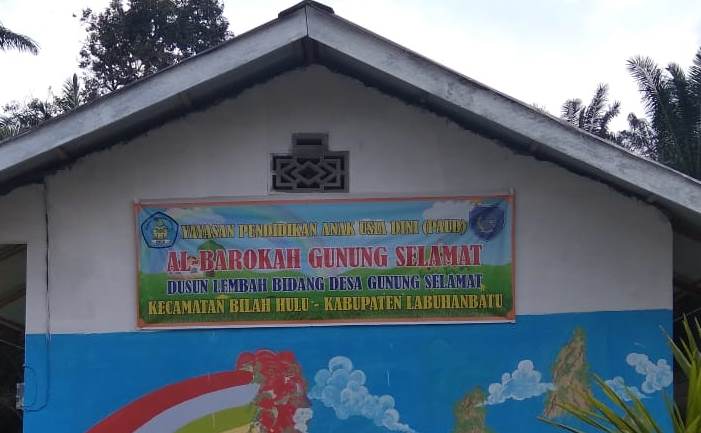 YAYASAN PENDIDIKAN ANAK USIA DINI (PAUD)
AL-BAROKAH GUNUNG SELAMAT
DUSUN LEMBAH BIDANG DESA GUNUNG SELAMAT
KECAMATAN BILAH HULU - KABUPATEN LABUHANBATU